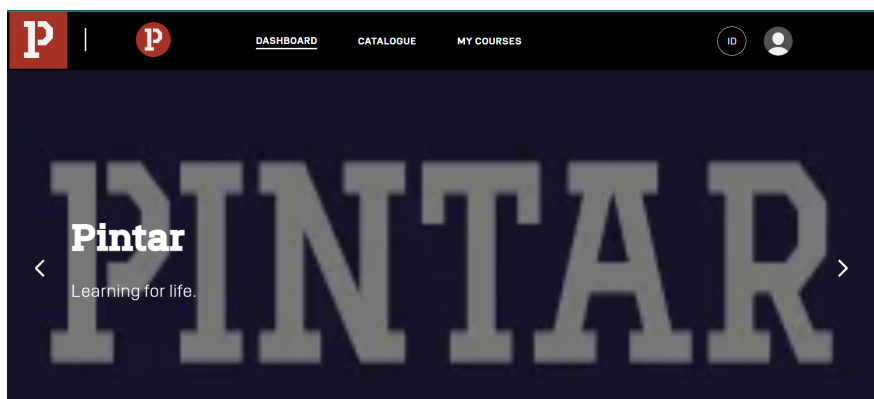 P
P
DASHBOARD CATALOGUE MY COURSES ID
PINTAR
Pintar
Learning for life.